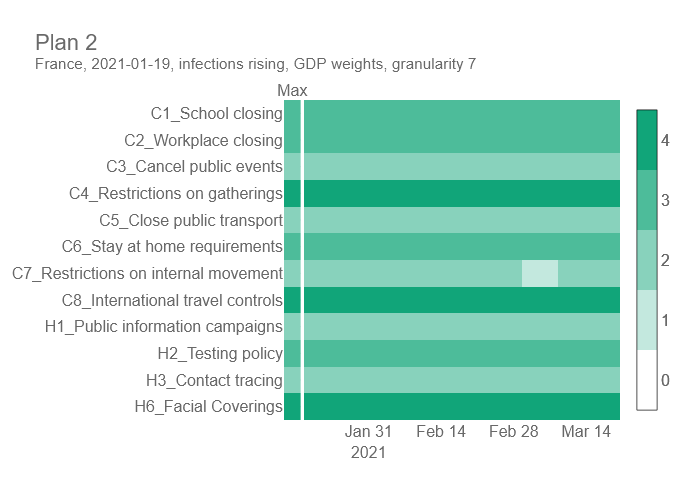 Plan 2
France, 2021-01-19, infections rising, GDP weights, granularity 7
Max
C1_School closing
C2_Workplace closing
C3_Cancel public events
C4_Restrictions on gatherings
C5_Close public transport
C6_Stay at home requirements
C7_Restrictions on internal movement
C8_International travel controls
H1_Public information campaigns
H2_Testing policy
H3_Contact tracing
H6_Facial Coverings
4
3
2
1
0
Jan 31 Feb 14 Feb 28 Mar 14
2021